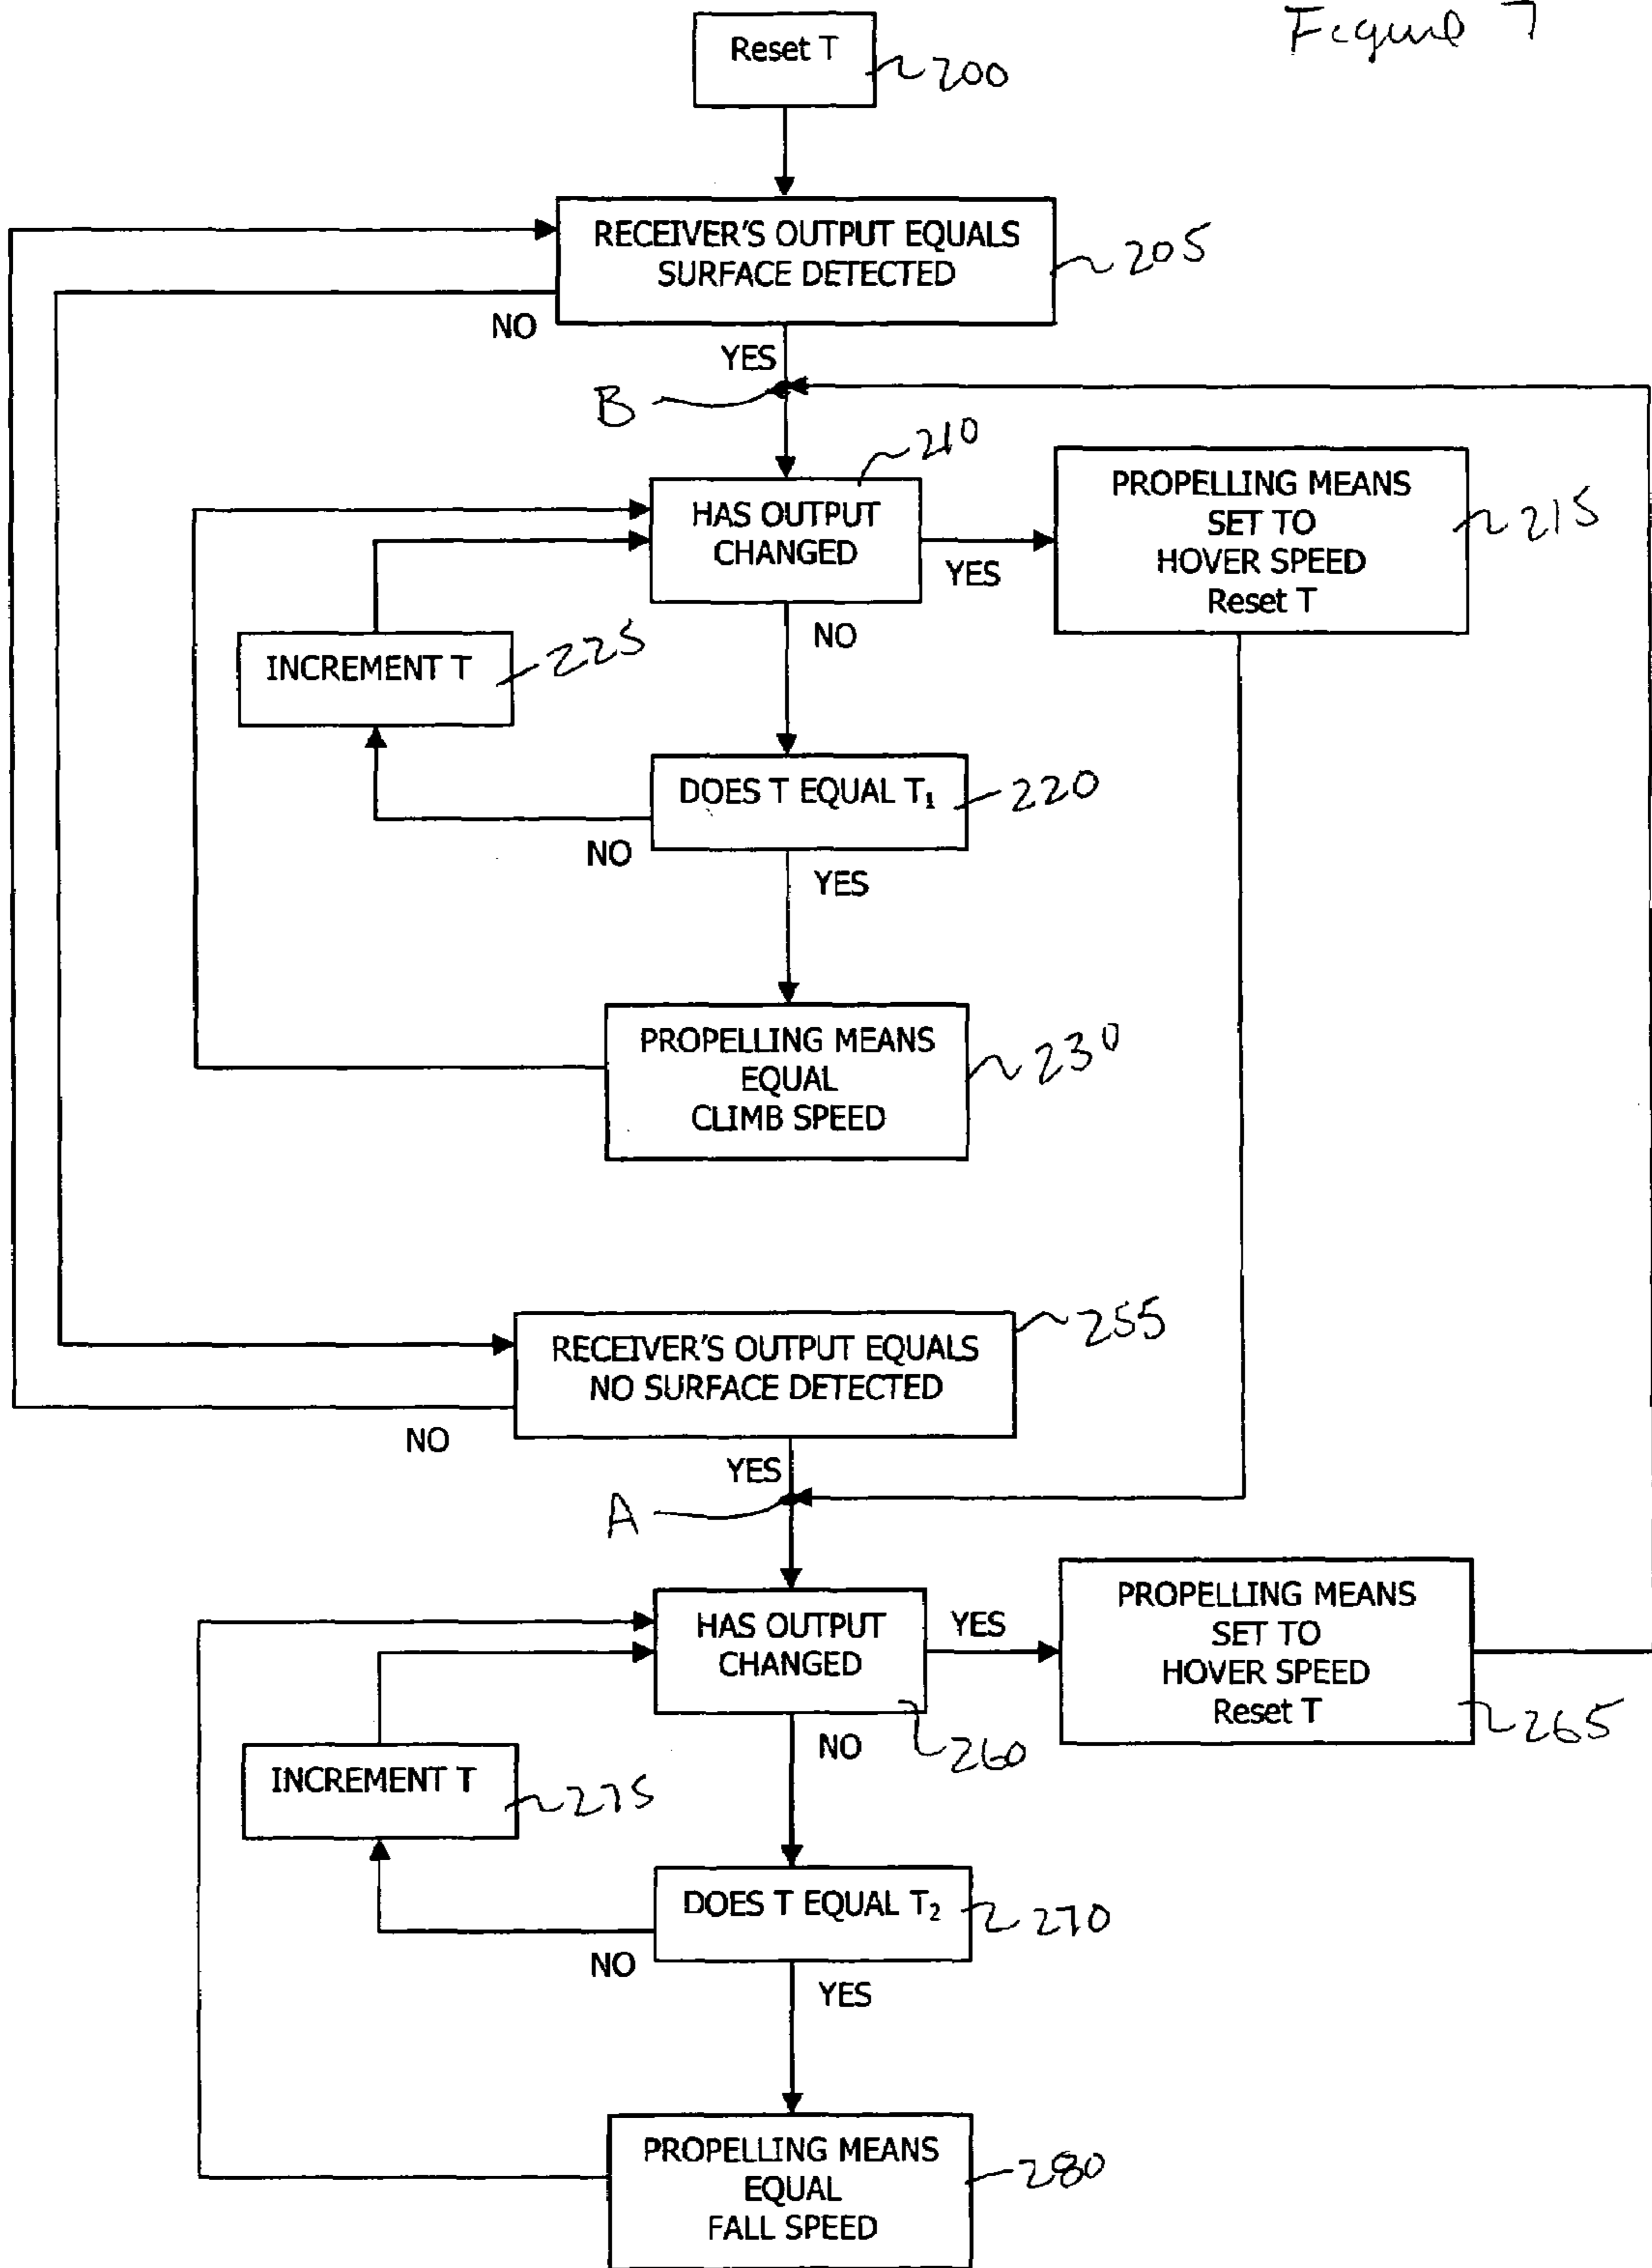 Figure 7
Reset T
200
RECEIVER'S OUTPUT EQUALS
SURFACE DETECTED
205
NO
YES
B
210
HAS OUTPUT
CHANGED
YES
PROPELLING MEANS
SET TO
HOVER SPEED
Reset T
215
NO
INCREMENT T
225
DOES T EQUAL T₁
220
NO
YES
PROPELLING MEANS
EQUAL
CLIMB SPEED
230
RECEIVER'S OUTPUT EQUALS
NO SURFACE DETECTED
255
NO
YES
A
HAS OUTPUT
CHANGED
260
YES
PROPELLING MEANS
SET TO
HOVER SPEED
Reset T
265
NO
INCREMENT T
275
DOES T EQUAL T₂
270
NO
YES
PROPELLING MEANS
EQUAL
FALL SPEED
280